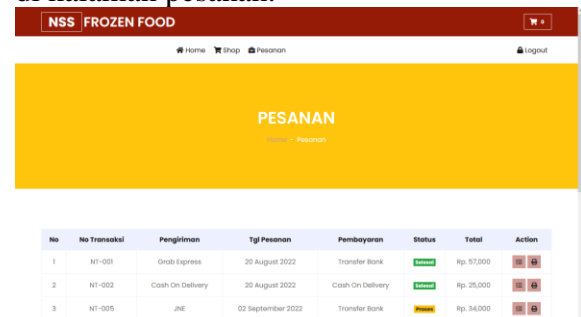 di halaman pesanan.
NSS FROZEN FOOD 0
Home Shop Pesanan Logout
PESANAN
Home - Pesanan
No No Transaksi Pengiriman Tgl Pesanan Pembayaran Status Total Action
1 NT-001 Grab Express 20 August 2022 Transfer Bank Selesai Rp. 57,000
2 NT-002 Cash On Delivery 20 August 2022 Cash On Delivery Selesai Rp. 25,000
3 NT-005 JNE 02 September 2022 Transfer Bank Proses Rp. 34,000